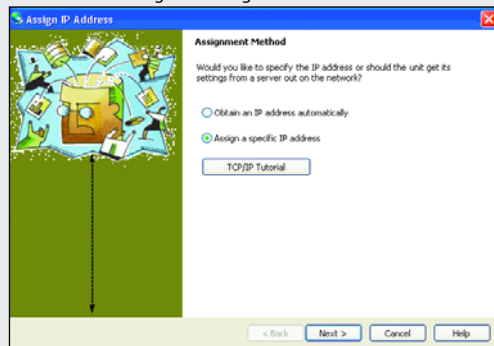 Assign IP Address
Assignment Method
Would you like to specify the IP address or should the unit get its
settings from a server out on the network?
Obtain an IP address automatically
Assign a specific IP address
TCP/IP Tutorial
< Back
Next >
Cancel
Help